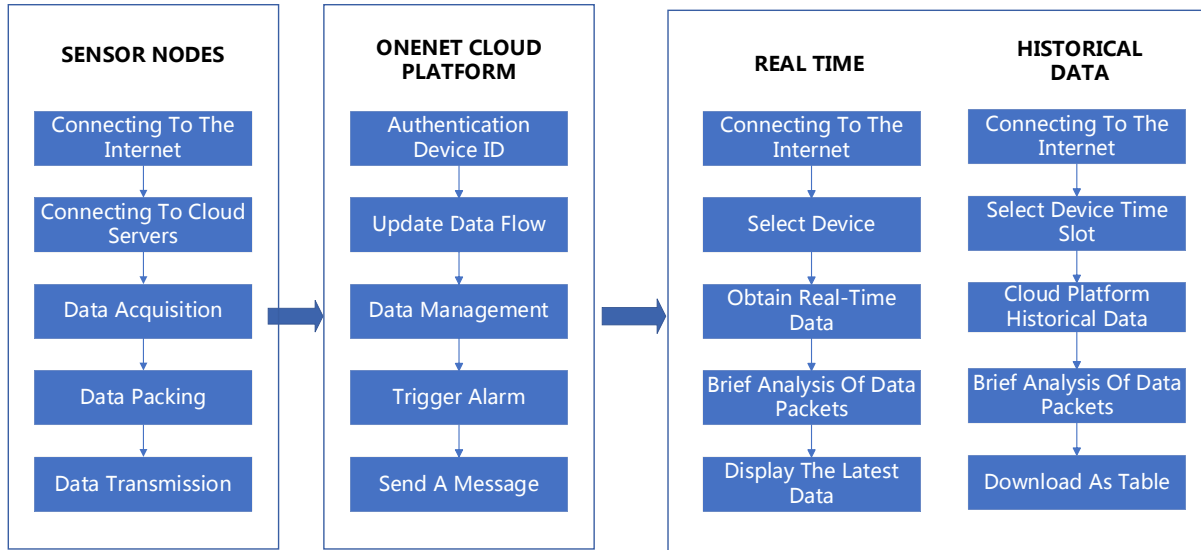 SENSOR NODES
Connecting To The
Internet
Connecting To Cloud
Servers
Data Acquisition
Data Packing
Data Transmission
ONENET CLOUD
PLATFORM
Authentication
Device ID
Update Data Flow
Data Management
Trigger Alarm
Send A Message
REAL TIME
Connecting To The
Internet
Select Device
Obtain Real-Time
Data
Brief Analysis Of Data
Packets
Display The Latest
Data
HISTORICAL
DATA
Connecting To The
Internet
Select Device Time
Slot
Cloud Platform
Historical Data
Brief Analysis Of Data
Packets
Download As Table